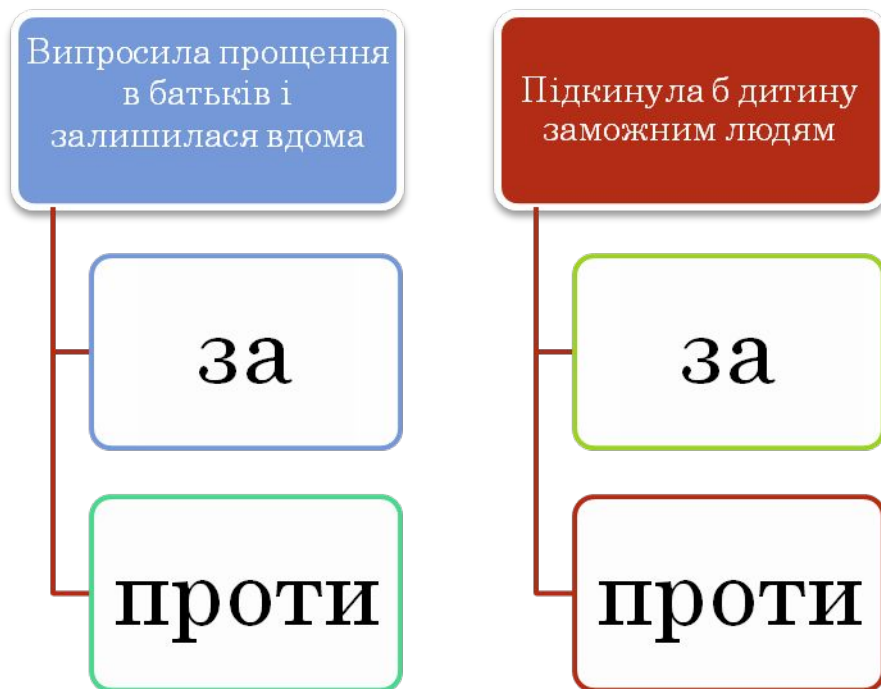 Випросила прощення
в батьків і
залишилася вдома
за
проти
Підкинула б дитину
заможним людям
за
проти